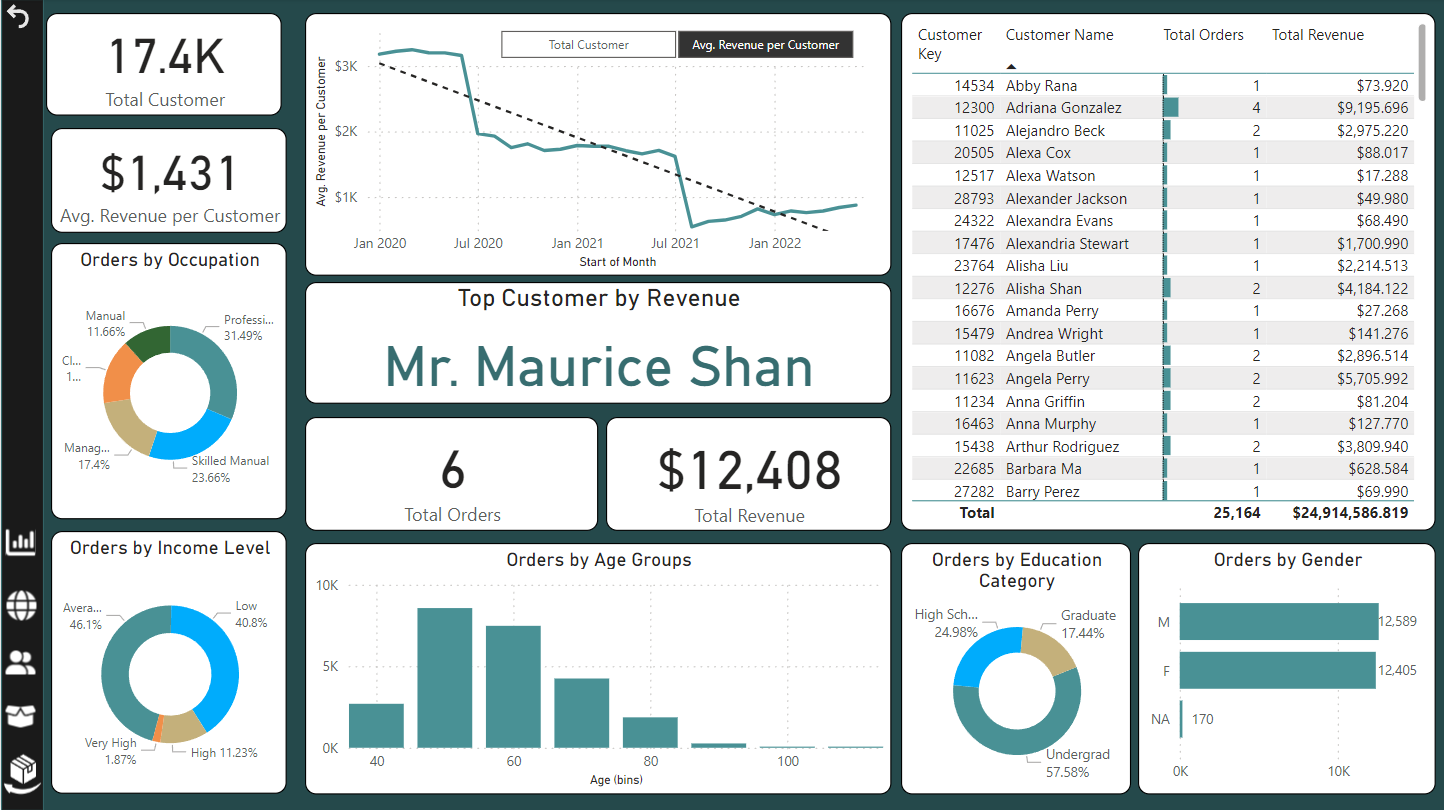 17.4K
Total Customer
$1,431
Avg. Revenue per Customer
Orders by Occupation
Manual
11.66%
Professi...
31.49%
Cl...
1...
Manag...
17.4%
Skilled Manual
23.66%
Orders by Income Level
Avera...
46.1%
Low
40.8%
Very High
1.87%
High 11.23%
Total Customer
Avg. Revenue per Customer
Avg. Revenue per Customer
$3K
$2K
$1K
Jan 2020
Jul 2020
Jan 2021
Jul 2021
Jan 2022
Start of Month
Top Customer by Revenue
Mr. Maurice Shan
6
Total Orders
$12,408
Total Revenue
Orders by Age Groups
10K
5K
0K
40
60
80
100
Age (bins)
Customer Key Customer Name Total Orders Total Revenue
14534 Abby Rana 1 $73.920
12300 Adriana Gonzalez 4 $9,195.696
11025 Alejandro Beck 2 $2,975.220
20505 Alexa Cox 1 $88.017
12517 Alexa Watson 1 $17.288
28793 Alexander Jackson 1 $49.980
24322 Alexandra Evans 1 $68.490
17476 Alexandria Stewart 1 $1,700.990
23764 Alisha Liu 1 $2,214.513
12276 Alisha Shan 2 $4,184.122
16676 Amanda Perry 1 $27.268
15479 Andrea Wright 1 $141.276
11082 Angela Butler 2 $2,896.514
11623 Angela Perry 2 $5,705.992
11234 Anna Griffin 2 $81.204
16463 Anna Murphy 1 $127.770
15438 Arthur Rodriguez 2 $3,809.940
22685 Barbara Ma 1 $628.584
27282 Barry Perez 1 $69.990
Total 25,164 $24,914,586.819
Orders by Education
Category
High Sch...
24.98%
Graduate
17.44%
Undergrad
57.58%
Orders by Gender
M 12,589
F 12,405
NA 170
0K
10K